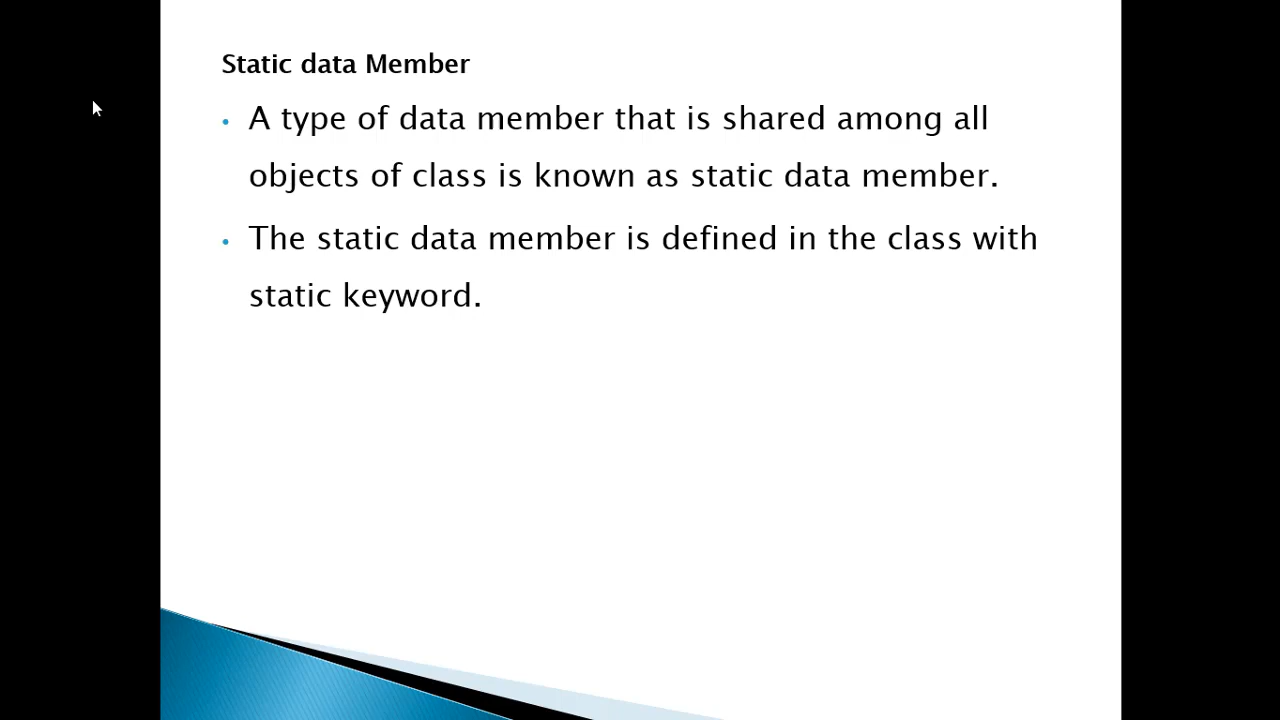 Static data Member
• A type of data member that is shared among all
objects of class is known as static data member.
• The static data member is defined in the class with
static keyword.